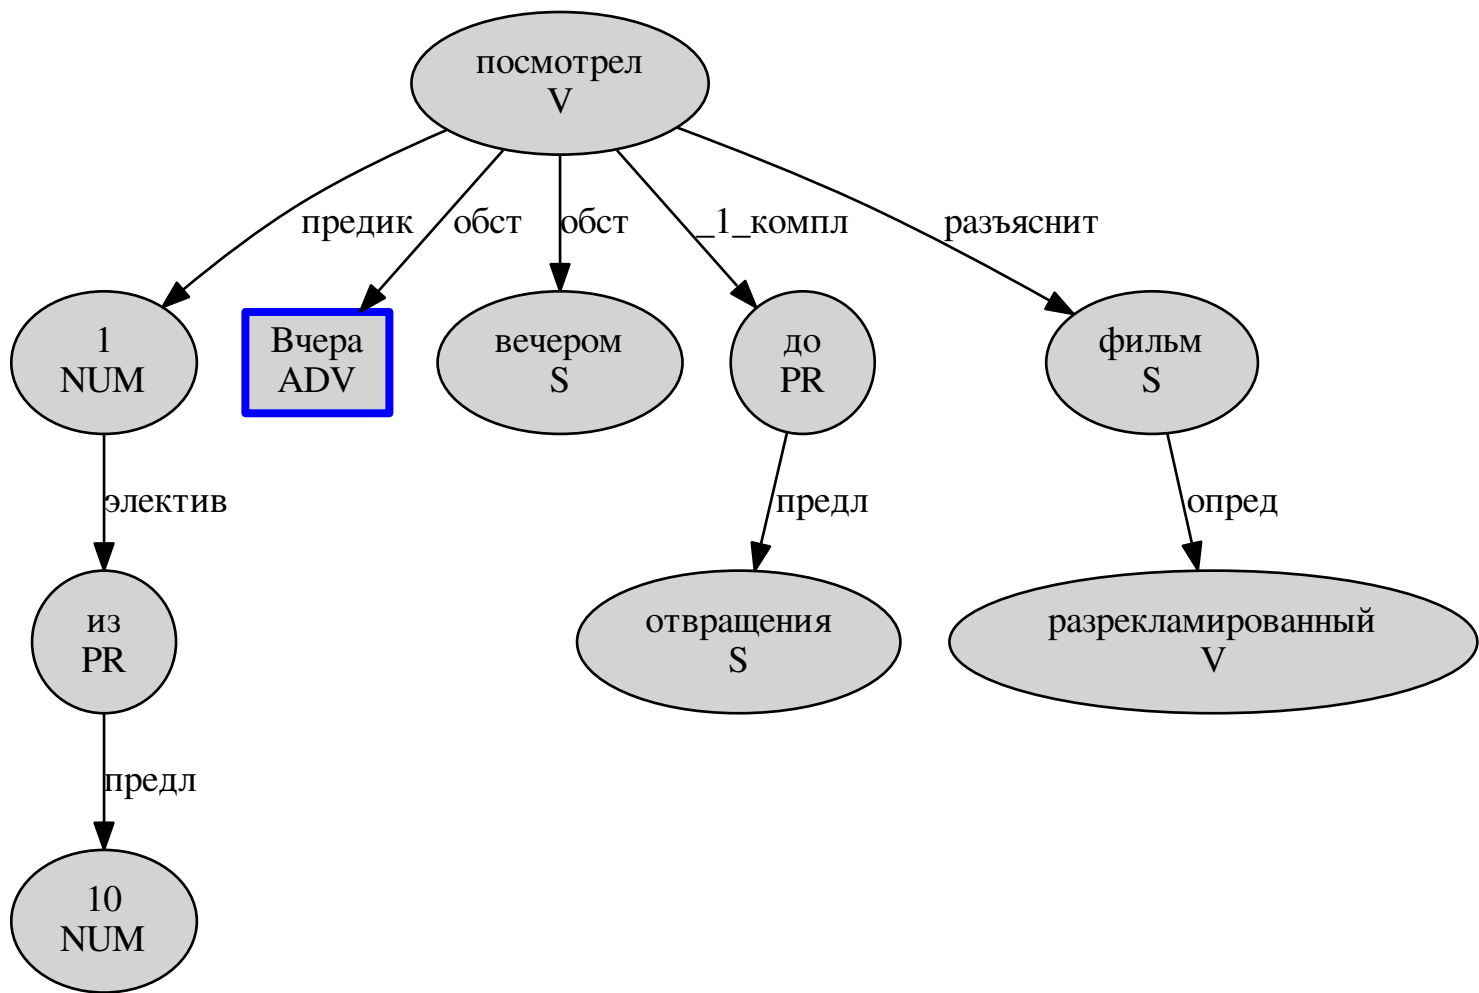 посмотрел
V
предик
обст
обст
_1_компл
разъяснит
1
NUM
Вчера
ADV
вечером
S
до
PR
фильм
S
электив
предл
опред
из
PR
отвращения
S
разрекламированный
V
предл
10
NUM